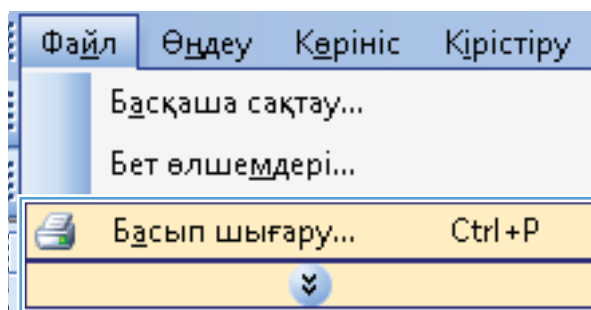 Файл Өңдеу Көрініс Кірістіру
Басқаша сақтау...
Бет өлшемдері...
Басып шығару... Ctrl+P